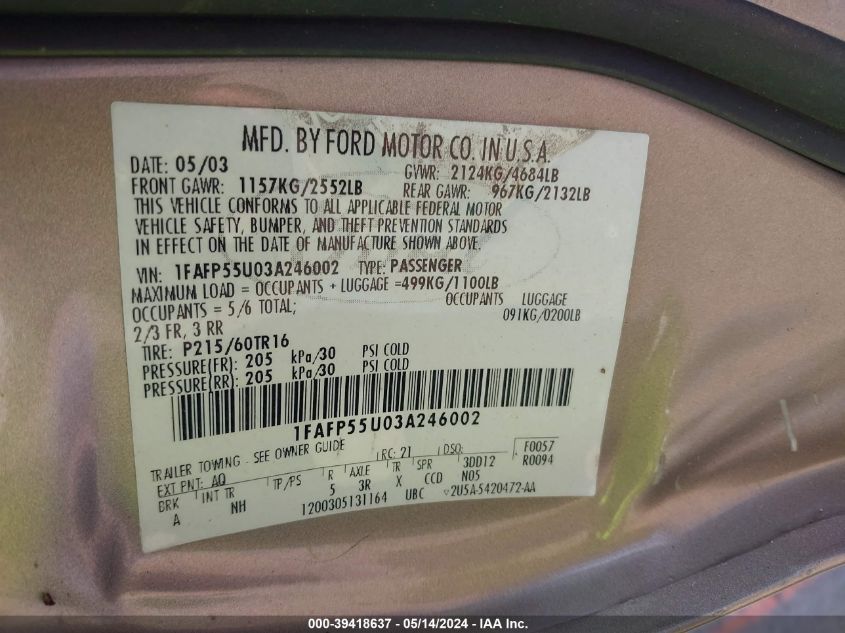 MFD. BY FORD MOTOR CO. IN U.S.A.
DATE: 05/03 GVWR: 2124KG/4684LB
FRONT GAWR: 1157KG/2552LB REAR GAWR: 967KG/2132LB
THIS VEHICLE CONFORMS TO ALL APPLICABLE FEDERAL MOTOR
VEHICLE SAFETY, BUMPER, AND THEFT PREVENTION STANDARDS
IN EFFECT ON THE DATE OF MANUFACTURE SHOWN ABOVE.
VIN: 1FAFP55U03A246002 TYPE: PASSENGER
MAXIMUM LOAD = OCCUPANTS + LUGGAGE =499KG/1100LB
OCCUPANTS = 5/6 TOTAL; OCCUPANTS LUGGAGE
2/3 FR, 3 RR 091KG/0200LB
TIRE: P215/60TR16
PRESSURE(FR): 205 kPa/30 PSI COLD
PRESSURE(RR): 205 kPa/30 PSI COLD
1FAFP55U03A246002
TRAILER TOWING - SEE OWNER GUIDE RC: 21 DSO: F0057
EXT PNT: AQ R0094
BRK INT TR TP/PS R AXLE TR SPR 3DD12
A NH 5 3R X CCD N05
1200305131164 UBC 2U5A-5420472-AA
000-39418637 - 05/14/2024 - IAA Inc.